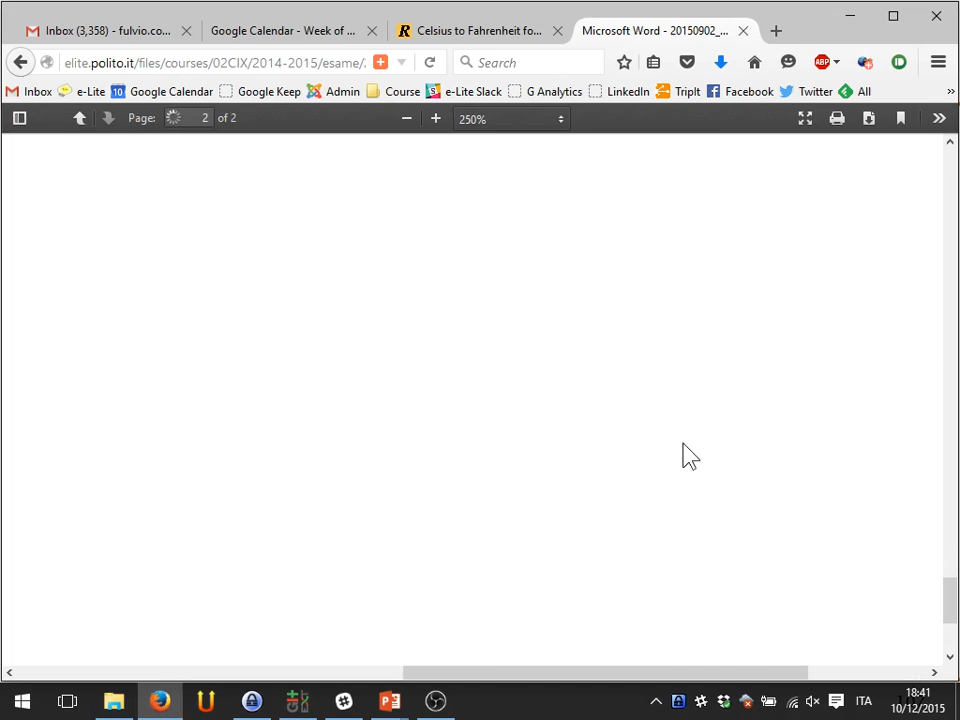 Inbox (3,358) - fulvio.co...
Google Calendar - Week of ...
Celsius to Fahrenheit fo...
Microsoft Word - 20150902_...
elite.polito.it/files/courses/02CIX/2014-2015/esame/
Search
ABP
Inbox
e-Lite
10 Google Calendar
Google Keep
Admin
Course
e-Lite Slack
G Analytics
LinkedIn
TripIt
Facebook
Twitter
All
Page: 2 of 2
250%
ITA
18:41
10/12/2015